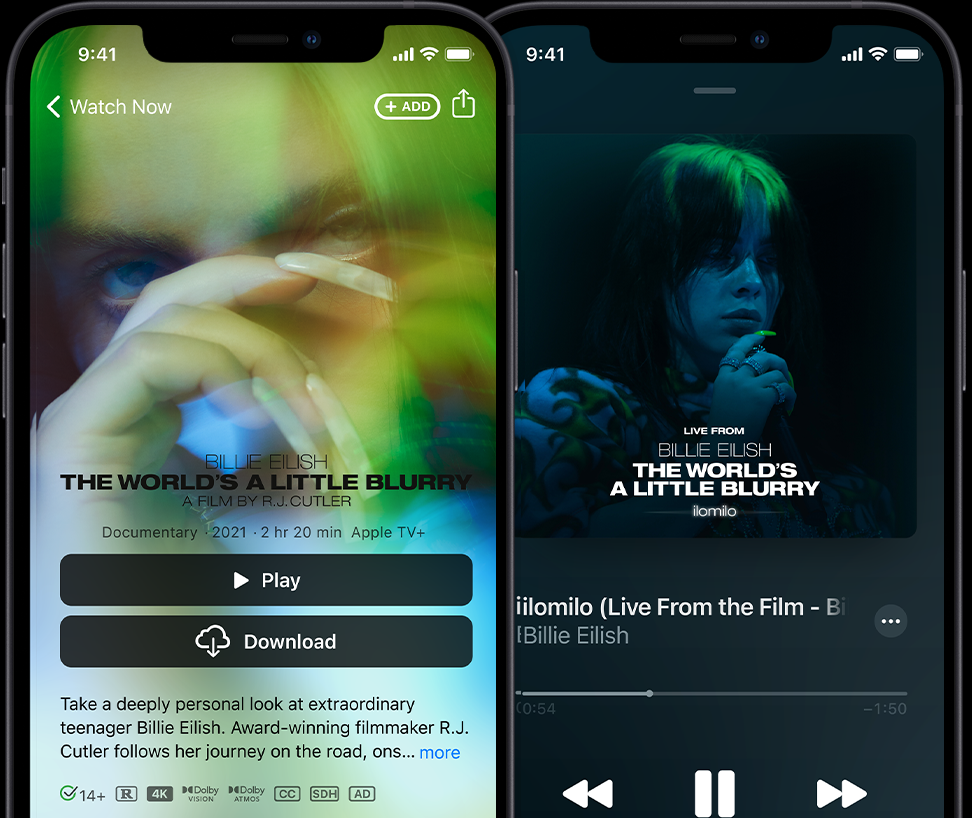 9:41
Watch Now
+ ADD
BILLIE EILISH
THE WORLD'S A LITTLE BLURRY
A FILM BY R.J. CUTLER
Documentary · 2021 · 2 hr 20 min Apple TV+
Play
Download
Take a deeply personal look at extraordinary
teenager Billie Eilish. Award-winning filmmaker R.J.
Cutler follows her journey on the road, ons... more
14+ R 4K Dolby VISION Dolby ATMOS CC SDH AD
9:41
LIVE FROM
BILLIE EILISH
THE WORLD'S
A LITTLE BLURRY
ilomilo
ilomilo (Live From the Film - Bi
Billie Eilish
0:54
−1:50